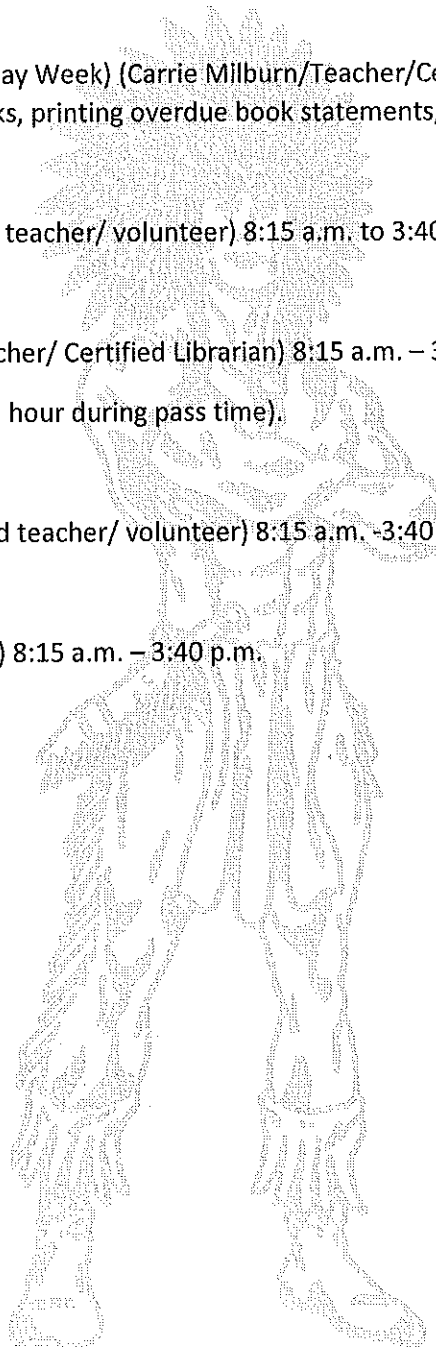 ay Week) (Carrie Milburn/Teacher/Ce
ks, printing overdue book statements,
teacher/ volunteer) 8:15 a.m. to 3:40
cher/ Certified Librarian) 8:15 a.m. – 3
hour during pass time).
d teacher/ volunteer) 8:15 a.m. -3:40
) 8:15 a.m. – 3:40 p.m.